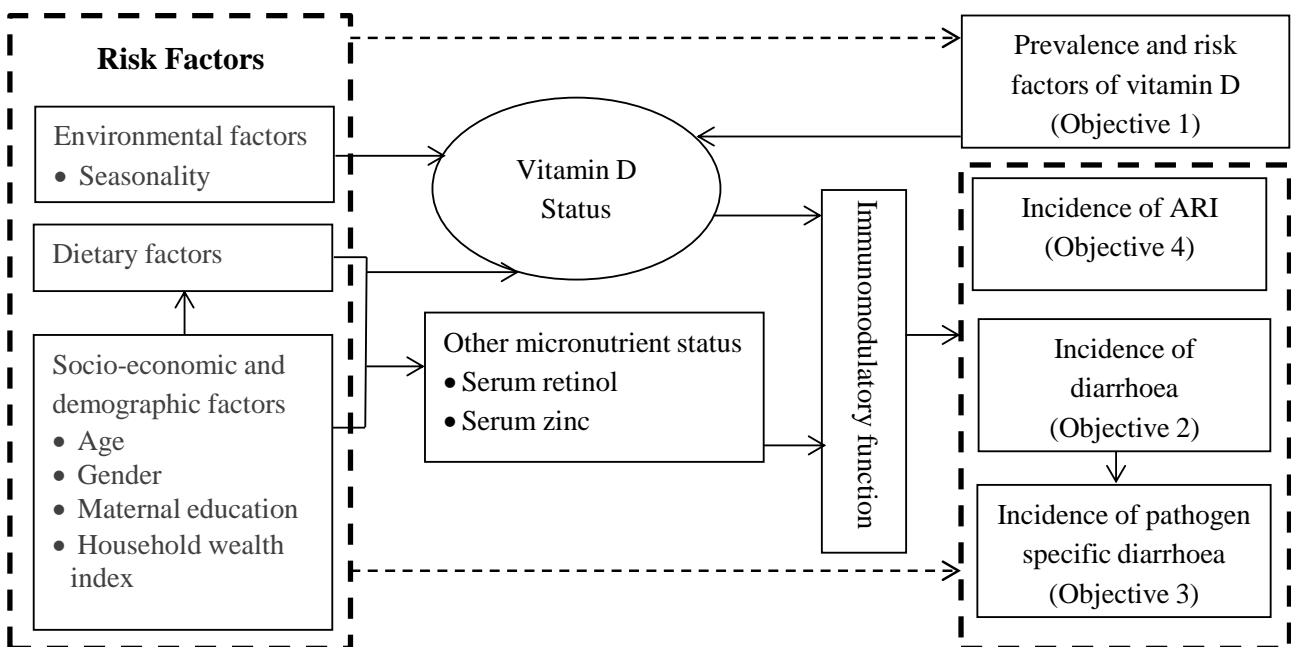 Risk Factors
Environmental factors
• Seasonality
Dietary factors
Socio-economic and
demographic factors
• Age
• Gender
• Maternal education
• Household wealth
index
Vitamin D
Status
Other micronutrient status
• Serum retinol
• Serum zinc
Immunomodulatory function
Prevalence and risk
factors of vitamin D
(Objective 1)
Incidence of ARI
(Objective 4)
Incidence of
diarrhoea
(Objective 2)
Incidence of pathogen
specific diarrhoea
(Objective 3)